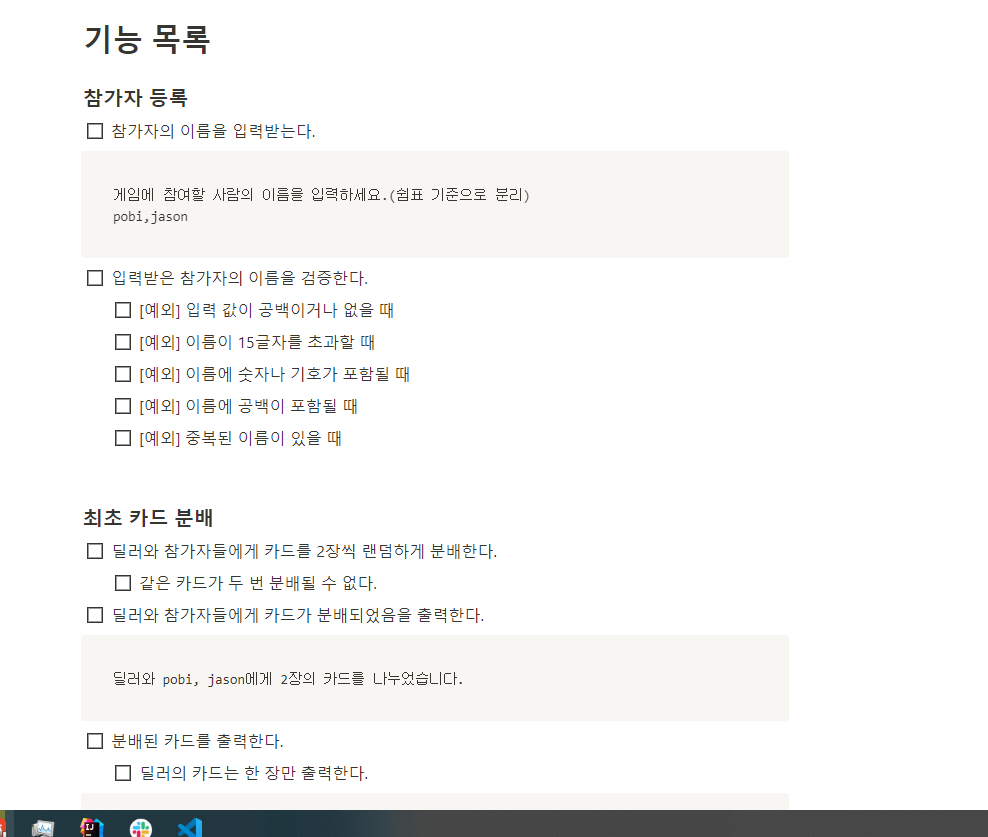 기능 목록
참가자 등록
참가자의 이름을 입력받는다.
게임에 참여할 사람의 이름을 입력하세요.(쉼표 기준으로 분리)
pobi,jason
입력받은 참가자의 이름을 검증한다.
[예외] 입력 값이 공백이거나 없을 때
[예외] 이름이 15글자를 초과할 때
[예외] 이름에 숫자나 기호가 포함될 때
[예외] 이름에 공백이 포함될 때
[예외] 중복된 이름이 있을 때
최초 카드 분배
딜러와 참가자들에게 카드를 2장씩 랜덤하게 분배한다.
같은 카드가 두 번 분배될 수 없다.
딜러와 참가자들에게 카드가 분배되었음을 출력한다.
딜러와 pobi, jason에게 2장의 카드를 나누었습니다.
분배된 카드를 출력한다.
딜러의 카드는 한 장만 출력한다.
IJ